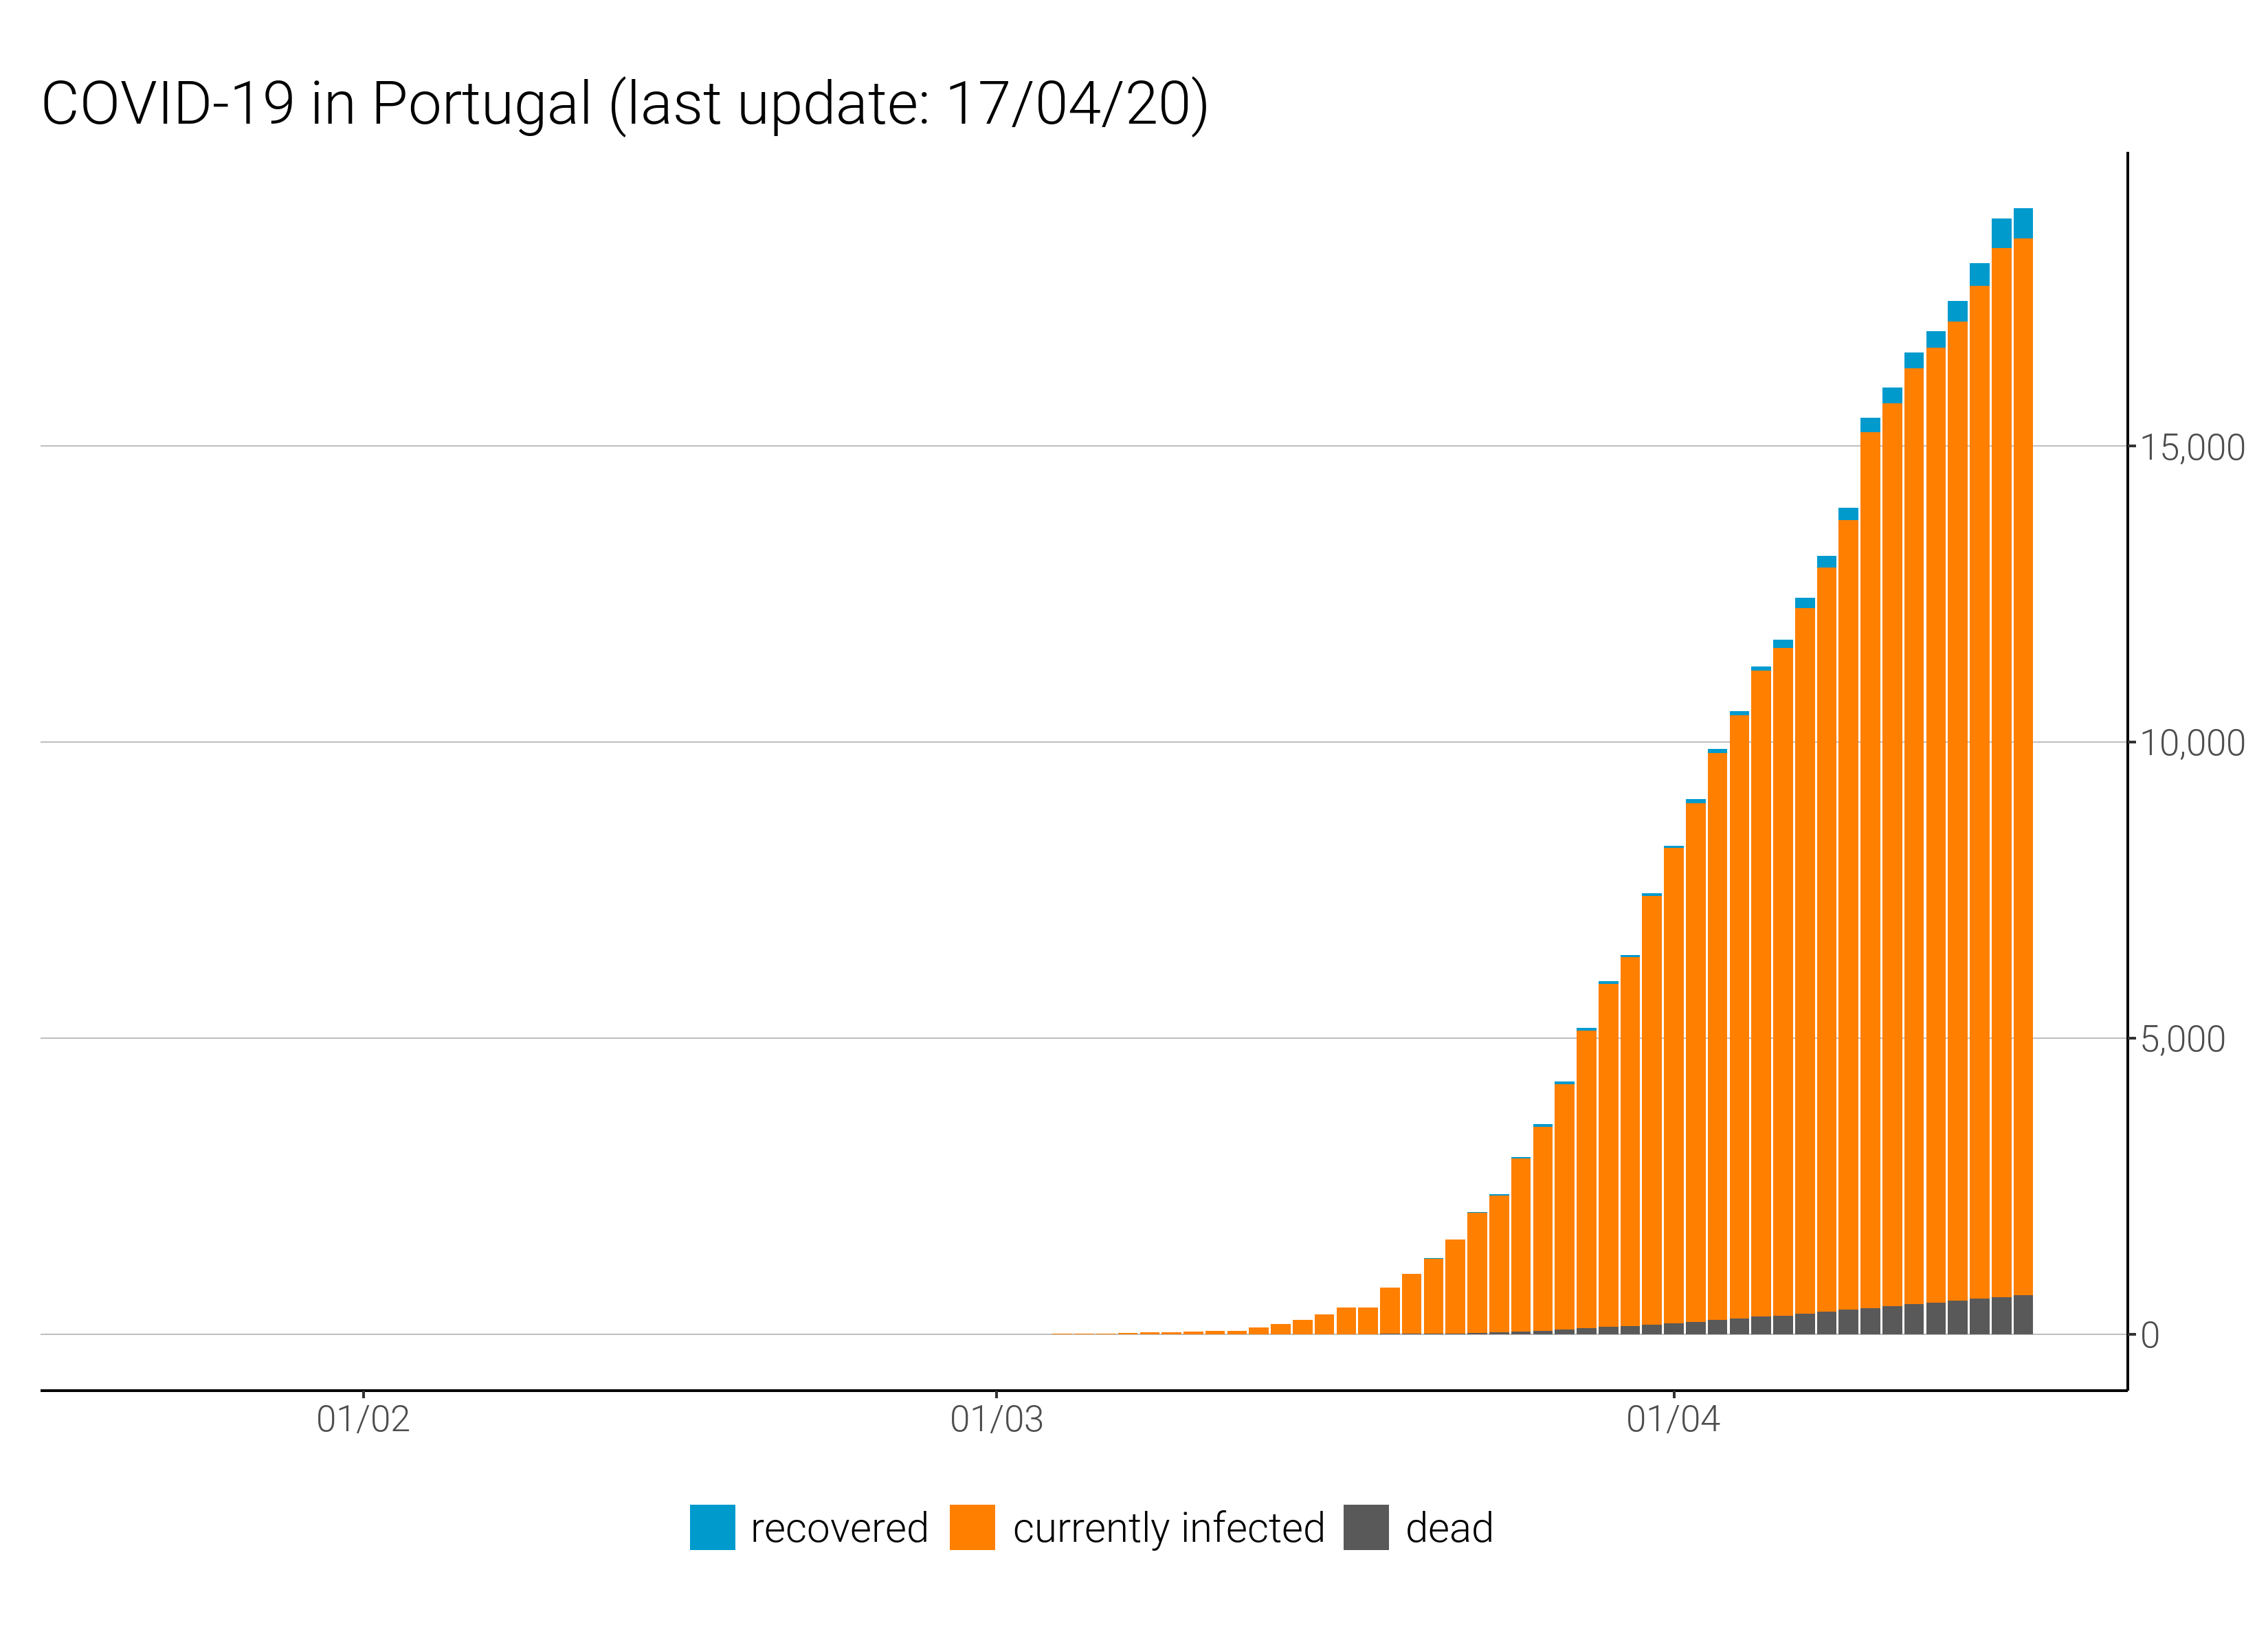 COVID-19 in Portugal (last update: 17/04/20)
15,000
10,000
5,000
0
01/02 01/03 01/04
recovered currently infected dead